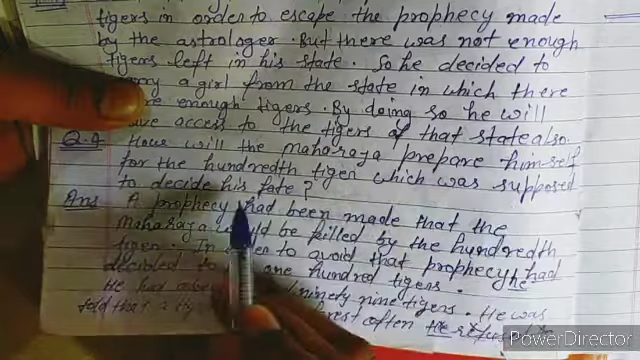 tigers in order to escape the prophecy made
by the astrologer. But there was not enough
tigers left in his state. So he decided to
a girl from the state in which there
enough tigers. By doing so he will
access to the tigers of that state also.
Q.4 How will the maharaja prepare himself
for the hundredth tiger which was supposed
to decide his fate?
Ans A prophecy had been made that the
Maharaja would be killed by the hundredth
tiger. In order to avoid that prophecy he had
decided to one hundred tigers.
He had ninety nine tigers. He was
told that a often He
PowerDirector